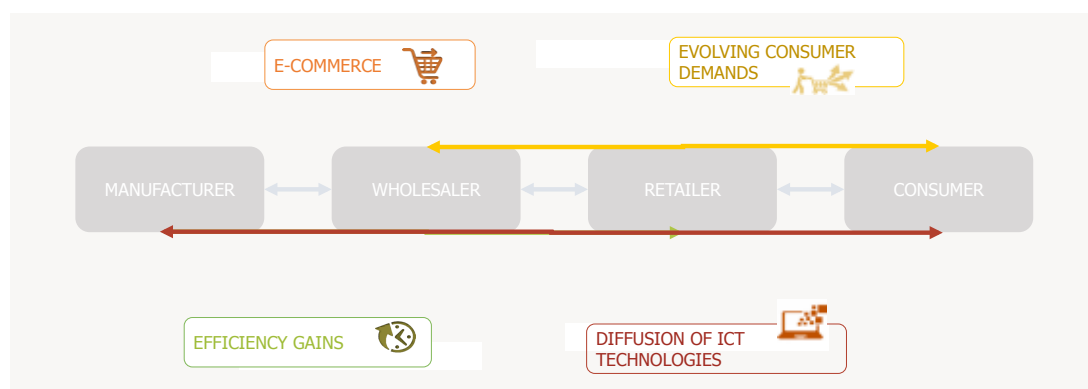 E-COMMERCE
EVOLVING CONSUMER
DEMANDS
MANUFACTURER
WHOLESALER
RETAILER
CONSUMER
EFFICIENCY GAINS
DIFFUSION OF ICT
TECHNOLOGIES